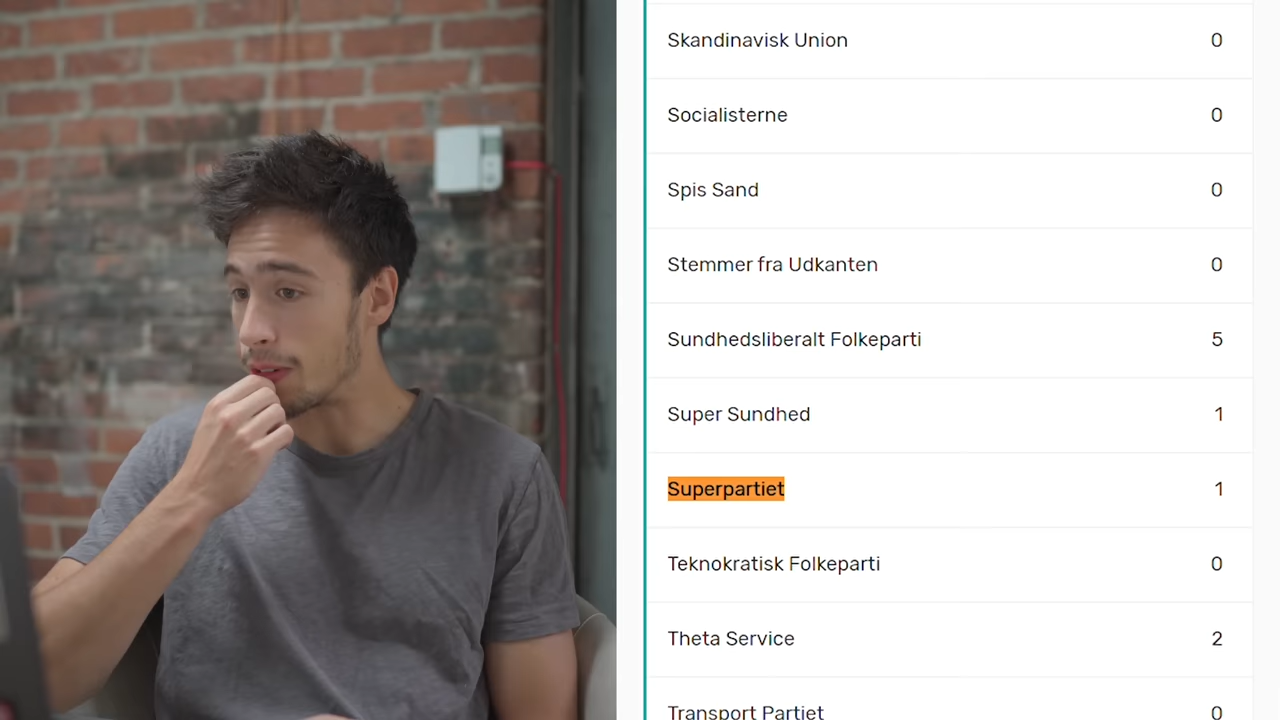 Skandinavisk Union 0
Socialisterne 0
Spis Sand 0
Stemmer fra Udkanten 0
Sundhedsliberalt Folkeparti 5
Super Sundhed 1
Superpartiet 1
Teknokratisk Folkeparti 0
Theta Service 2
Transport Partiet 0